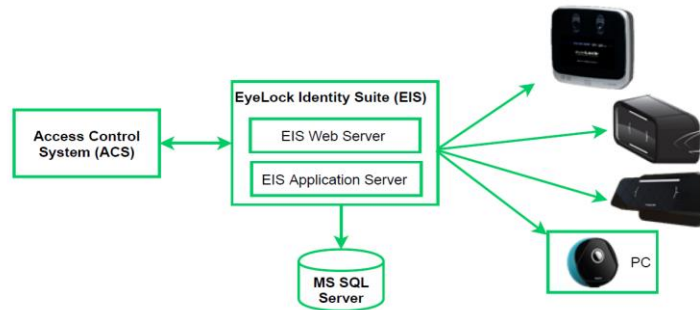 EyeLock Identity Suite (EIS)
EIS Web Server
EIS Application Server
Access Control
System (ACS)
MS SQL
Server
PC